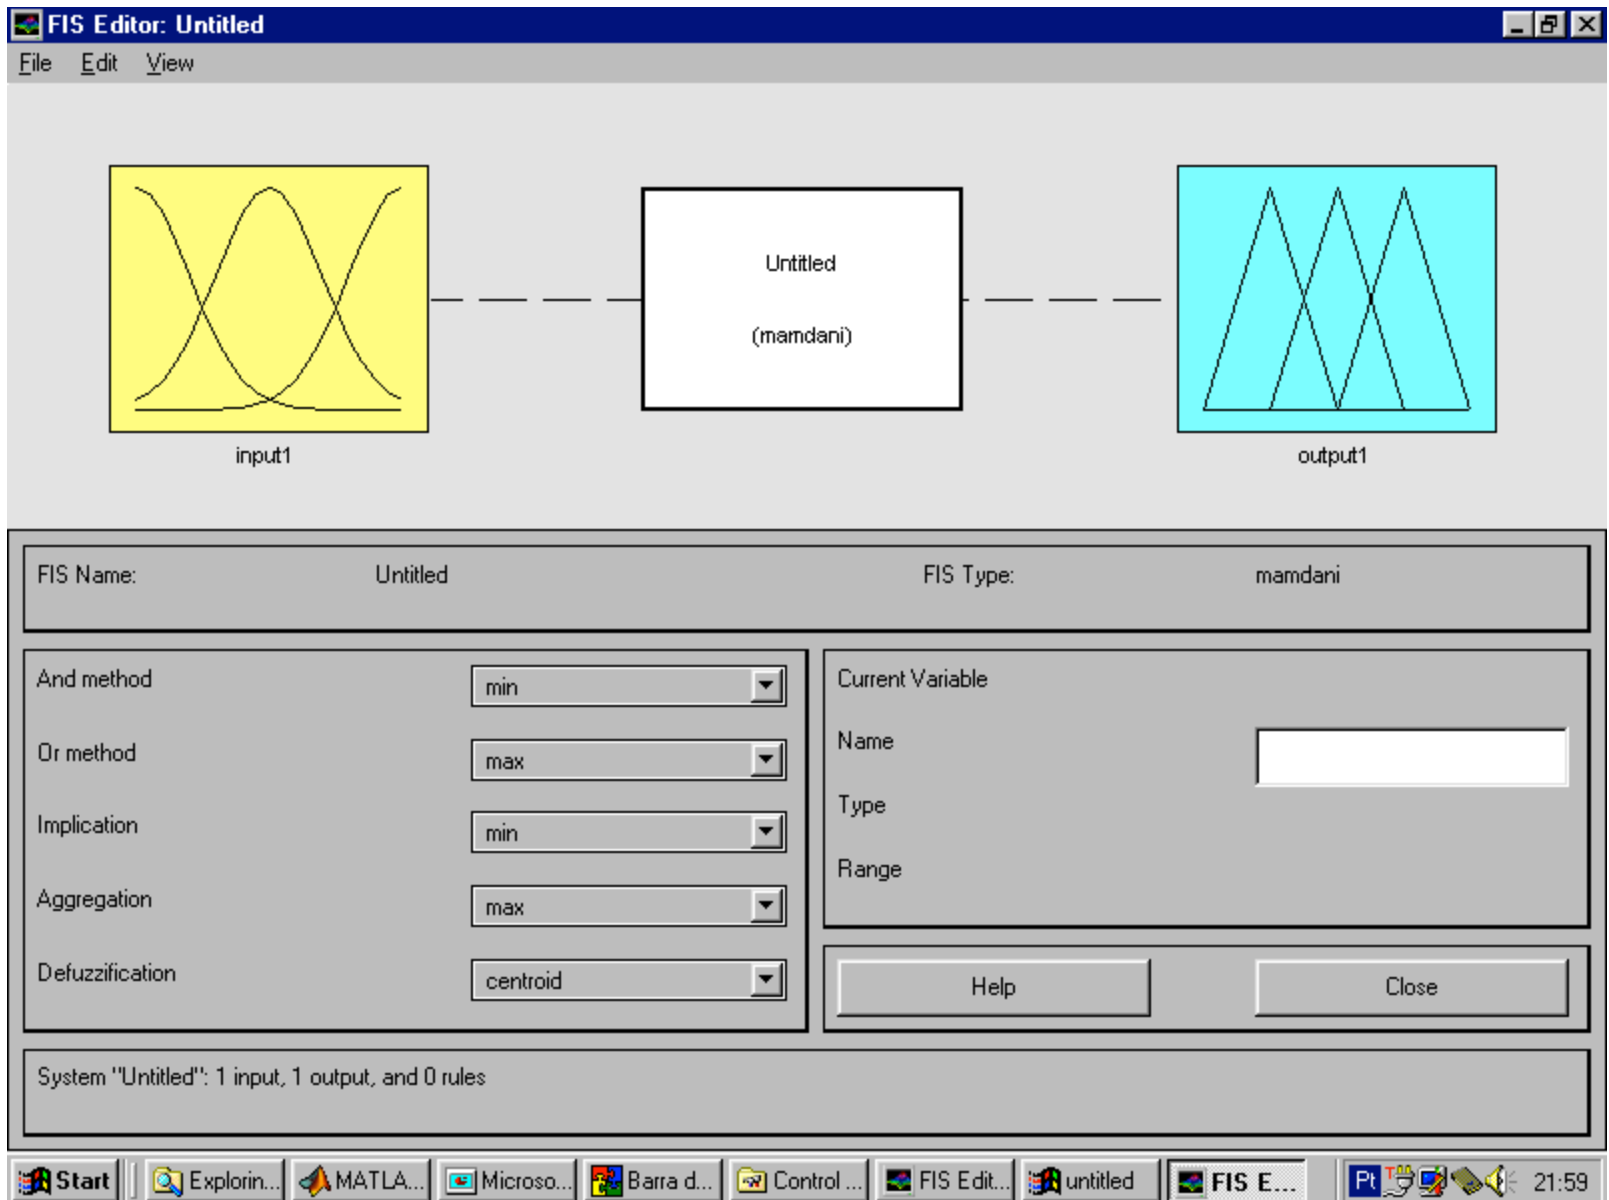 FIS Editor: Untitled
File Edit View
Untitled
(mamdani)
input1
output1
FIS Name: Untitled FIS Type: mamdani
And method min
Or method max
Implication min
Aggregation max
Defuzzification centroid
Current Variable
Name
Type
Range
Help Close
System "Untitled": 1 input, 1 output, and 0 rules
Start Explorin... MATLA... Microso... Barra d... Control ... FIS Edit... untitled FIS E... Pt 21:59